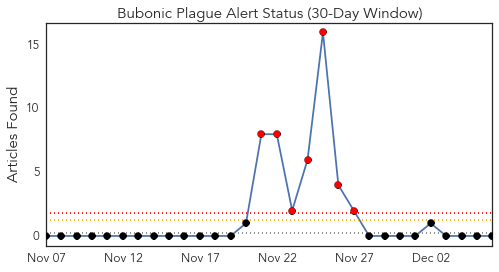 Bubonic Plague Alert Status (30-Day Window)
Articles Found
15
10
5
0
Nov 07 Nov 12 Nov 17 Nov 22 Nov 27 Dec 02